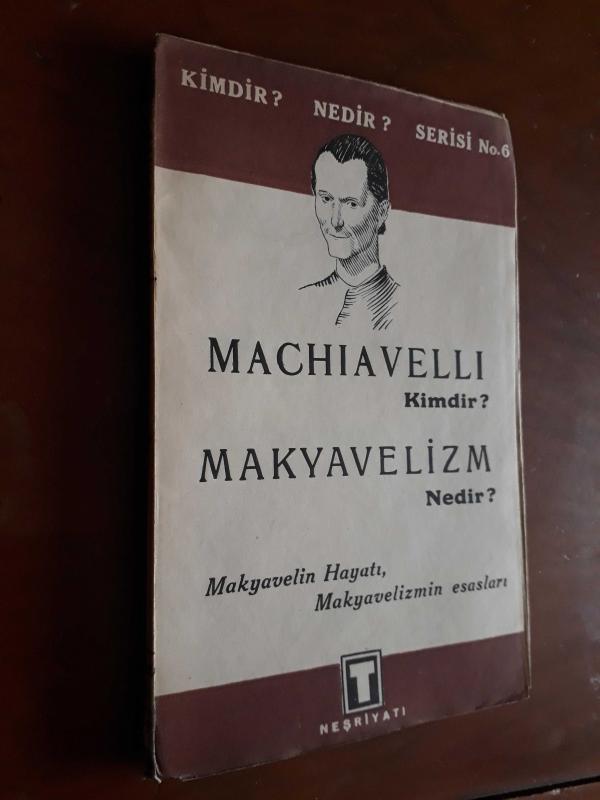 KİMDİR? NEDİR? SERİSİ No.6
MACHIAVELLI
Kimdir?
MAKYAVELİZM
Nedir?
Makyavelin Hayatı,
Makyavelizmin esasları
T
NEŞRİYATI